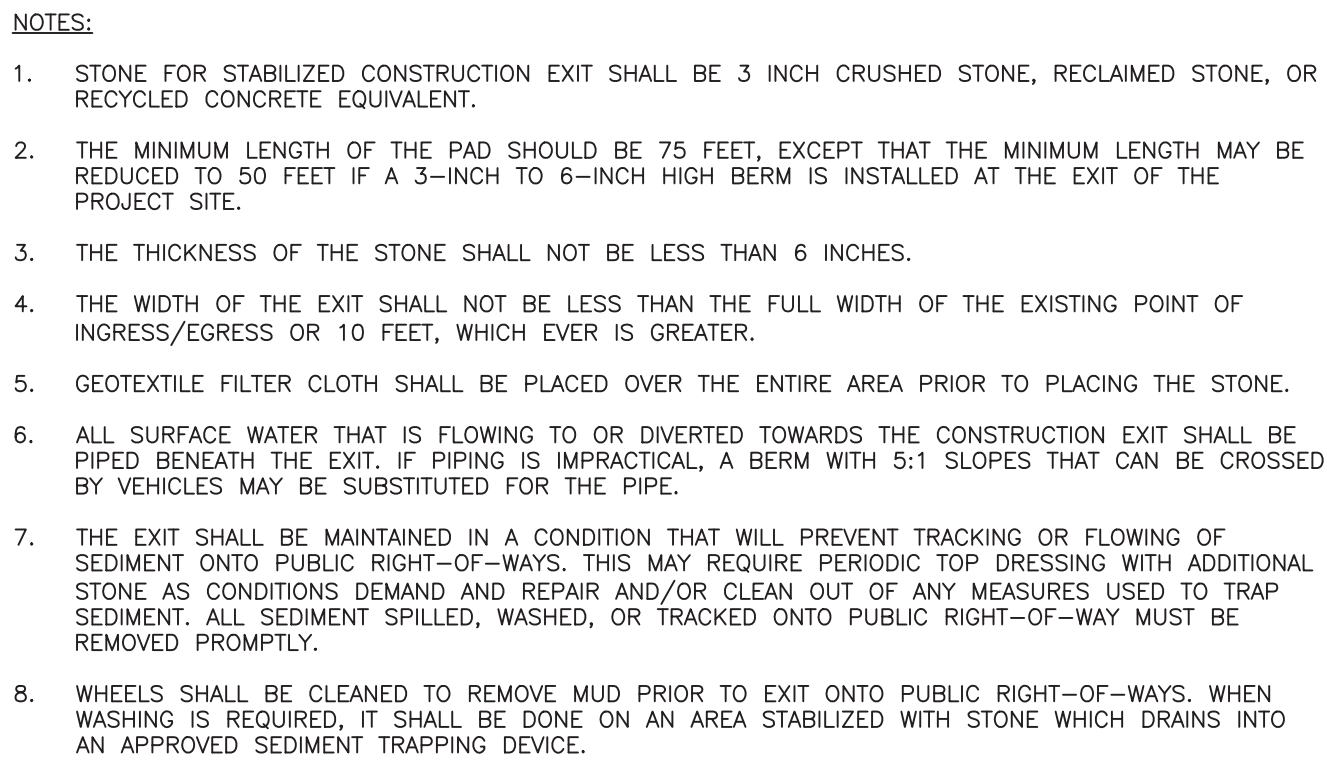 NOTES:
1. STONE FOR STABILIZED CONSTRUCTION EXIT SHALL BE 3 INCH CRUSHED STONE, RECLAIMED STONE, OR
RECYCLED CONCRETE EQUIVALENT.
2. THE MINIMUM LENGTH OF THE PAD SHOULD BE 75 FEET, EXCEPT THAT THE MINIMUM LENGTH MAY BE
REDUCED TO 50 FEET IF A 3-INCH TO 6-INCH HIGH BERM IS INSTALLED AT THE EXIT OF THE
PROJECT SITE.
3. THE THICKNESS OF THE STONE SHALL NOT BE LESS THAN 6 INCHES.
4. THE WIDTH OF THE EXIT SHALL NOT BE LESS THAN THE FULL WIDTH OF THE EXISTING POINT OF
INGRESS/EGRESS OR 10 FEET, WHICH EVER IS GREATER.
5. GEOTEXTILE FILTER CLOTH SHALL BE PLACED OVER THE ENTIRE AREA PRIOR TO PLACING THE STONE.
6. ALL SURFACE WATER THAT IS FLOWING TO OR DIVERTED TOWARDS THE CONSTRUCTION EXIT SHALL BE
PIPED BENEATH THE EXIT. IF PIPING IS IMPRACTICAL, A BERM WITH 5:1 SLOPES THAT CAN BE CROSSED
BY VEHICLES MAY BE SUBSTITUTED FOR THE PIPE.
7. THE EXIT SHALL BE MAINTAINED IN A CONDITION THAT WILL PREVENT TRACKING OR FLOWING OF
SEDIMENT ONTO PUBLIC RIGHT-OF-WAYS. THIS MAY REQUIRE PERIODIC TOP DRESSING WITH ADDITIONAL
STONE AS CONDITIONS DEMAND AND REPAIR AND/OR CLEAN OUT OF ANY MEASURES USED TO TRAP
SEDIMENT. ALL SEDIMENT SPILLED, WASHED, OR TRACKED ONTO PUBLIC RIGHT-OF-WAY MUST BE
REMOVED PROMPTLY.
8. WHEELS SHALL BE CLEANED TO REMOVE MUD PRIOR TO EXIT ONTO PUBLIC RIGHT-OF-WAYS. WHEN
WASHING IS REQUIRED, IT SHALL BE DONE ON AN AREA STABILIZED WITH STONE WHICH DRAINS INTO
AN APPROVED SEDIMENT TRAPPING DEVICE.